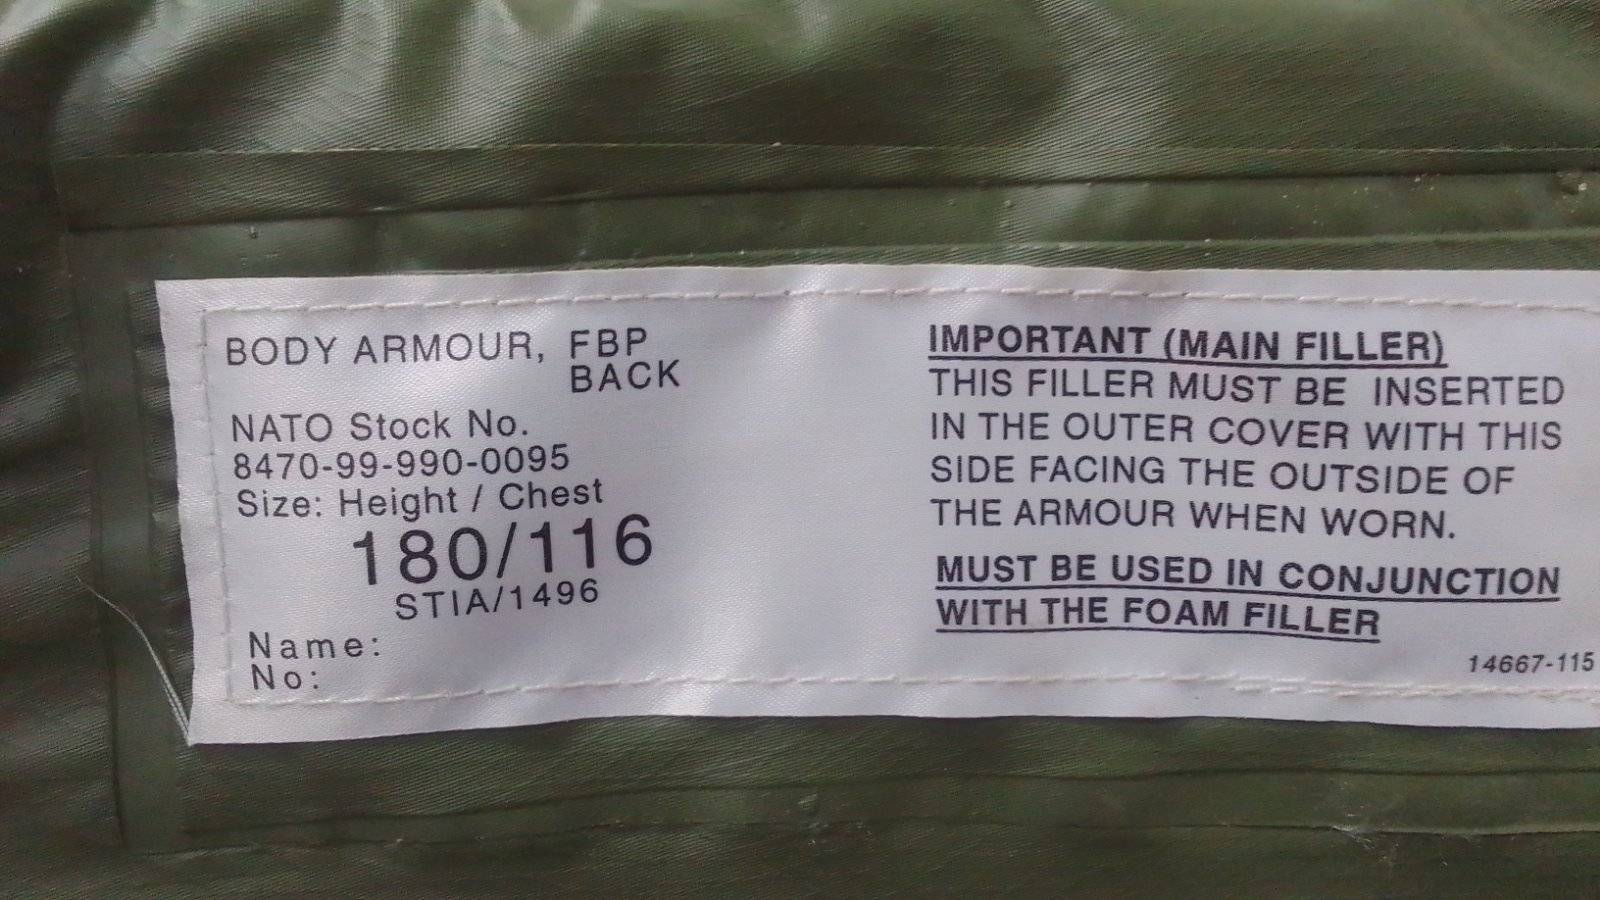 BODY ARMOUR, FBP
BACK
NATO Stock No.
8470-99-990-0095
Size: Height / Chest
180/116
STIA/1496
Name:
No:
IMPORTANT (MAIN FILLER)
THIS FILLER MUST BE INSERTED
IN THE OUTER COVER WITH THIS
SIDE FACING THE OUTSIDE OF
THE ARMOUR WHEN WORN.
MUST BE USED IN CONJUNCTION
WITH THE FOAM FILLER
14667-115